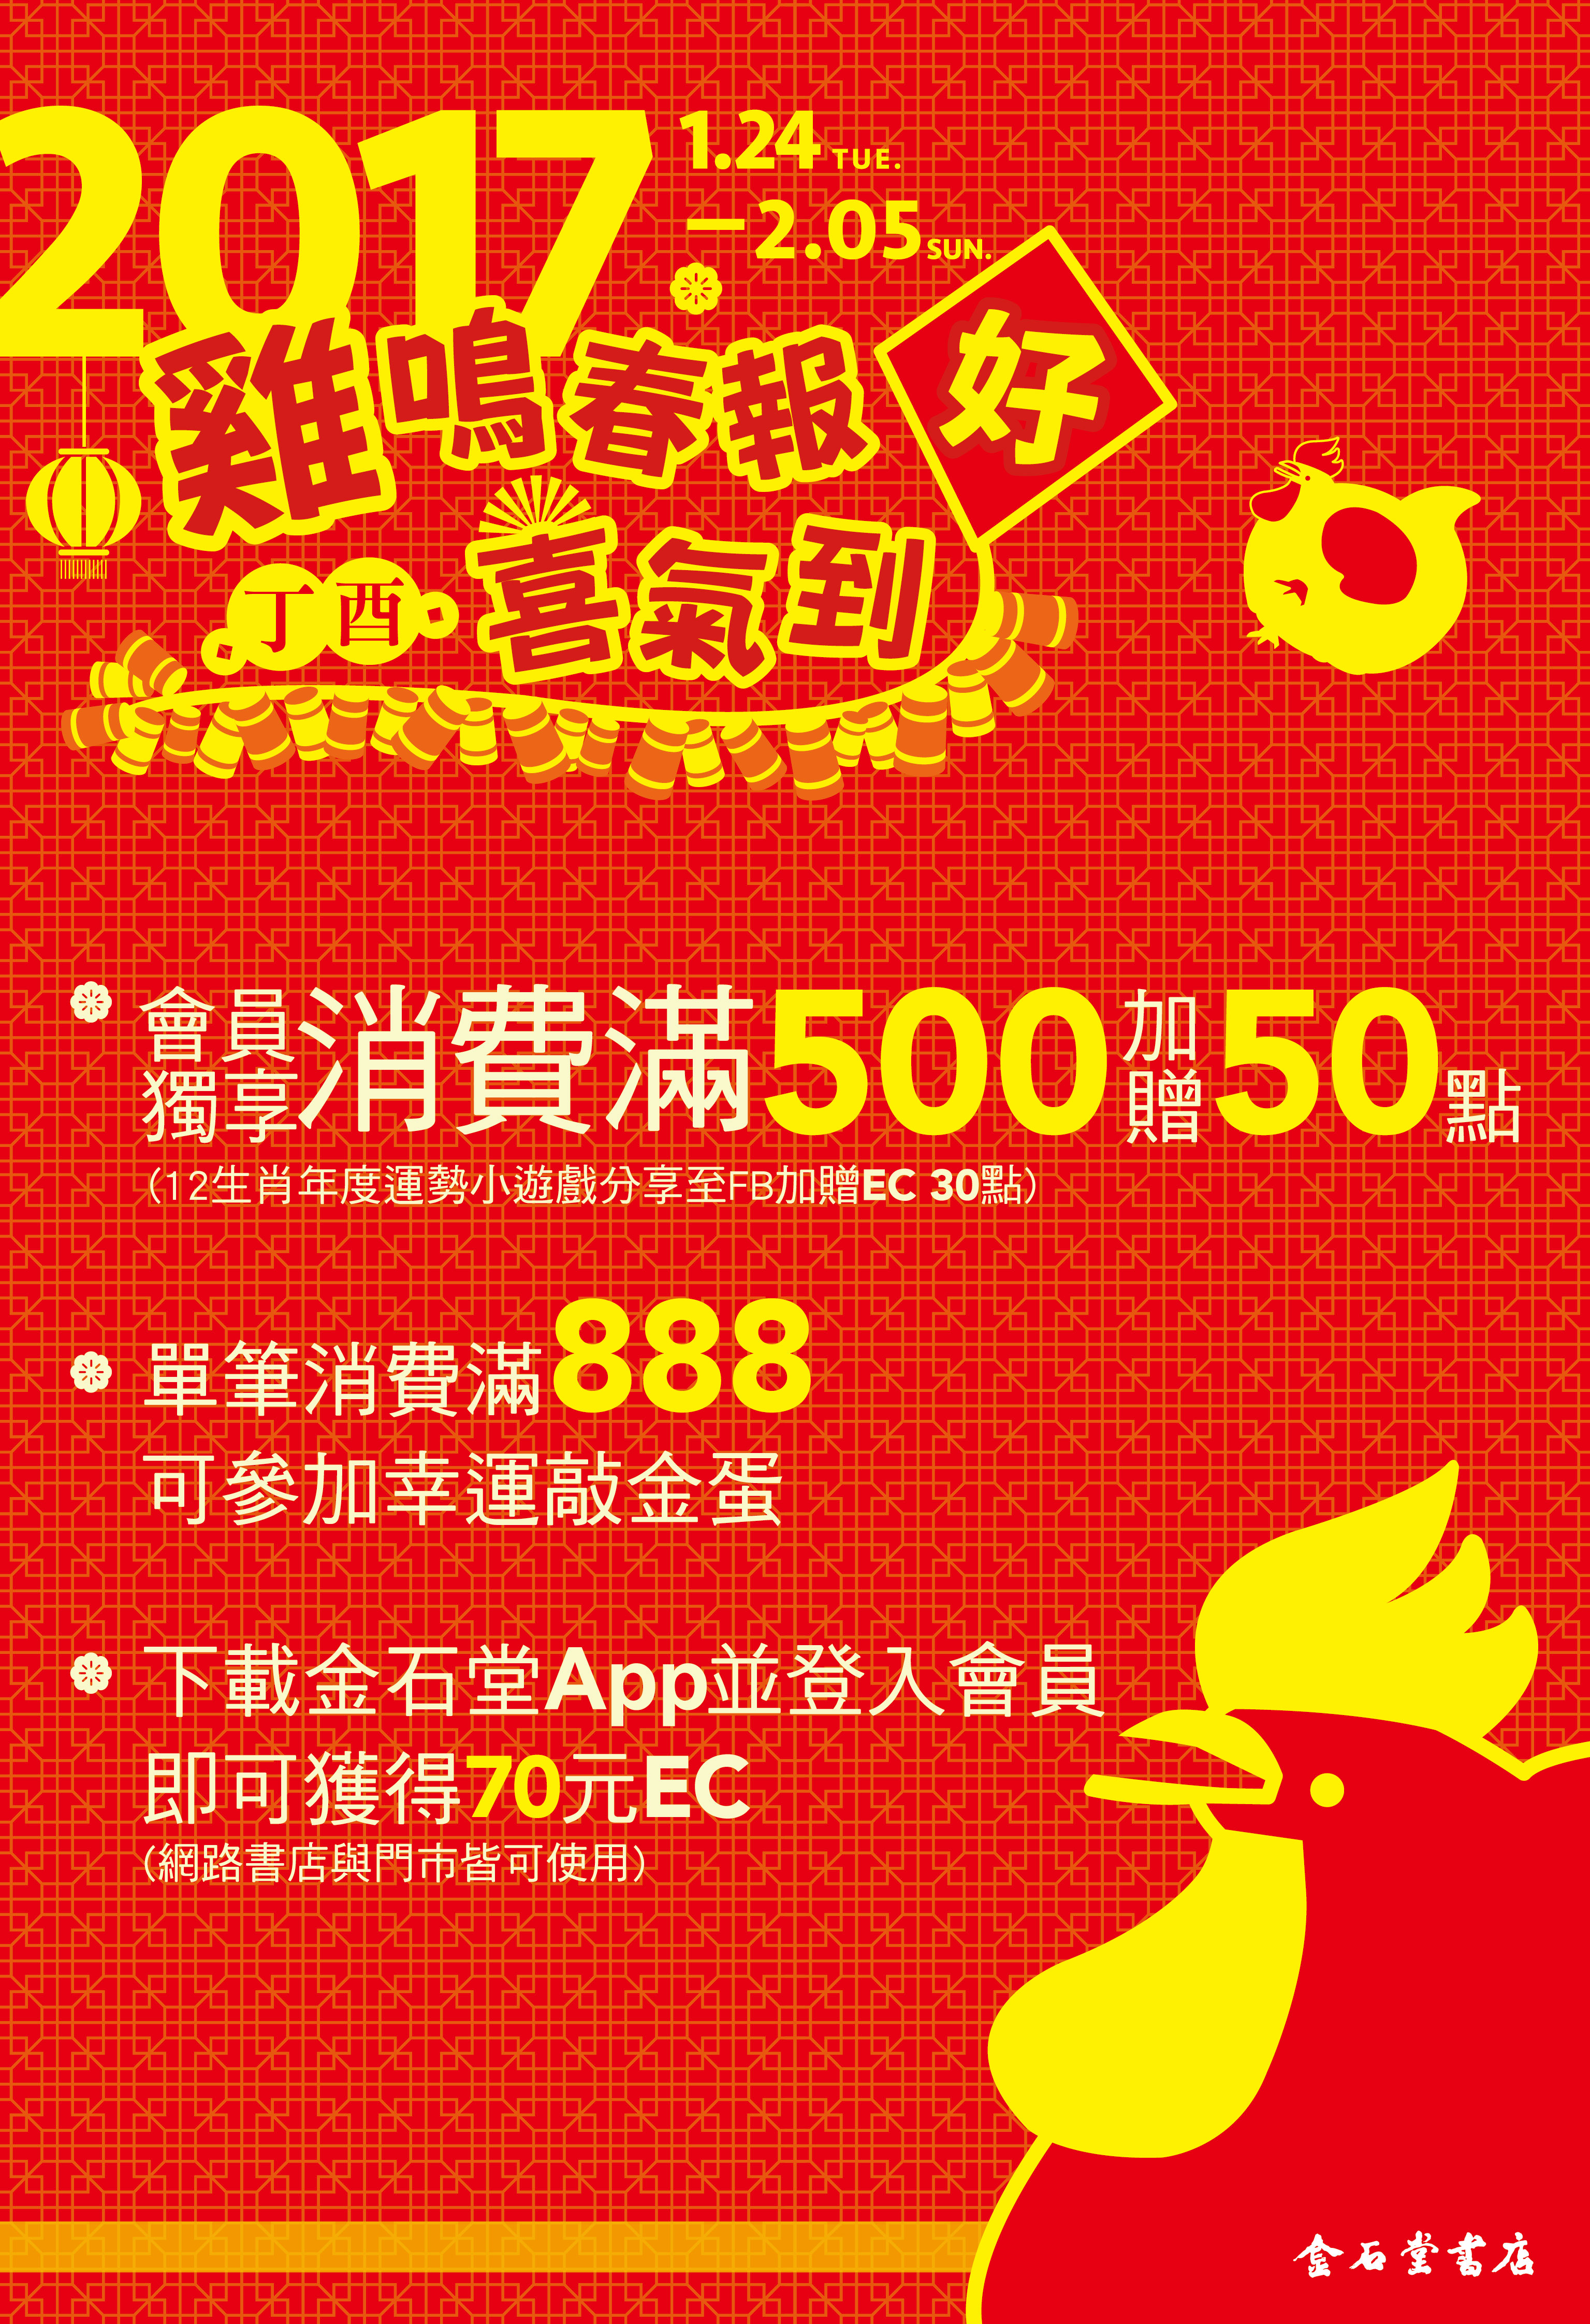 2017
1.24 TUE.
—2.05 SUN.
雞鳴春報好
丁酉 喜氣到
會員獨享消費滿500加贈50點
(12生肖年度運勢小遊戲分享至FB加贈EC 30點)
單筆消費滿888
可參加幸運敲金蛋
下載金石堂App並登入會員
即可獲得70元EC
(網路書店與門市皆可使用)
金石堂書店